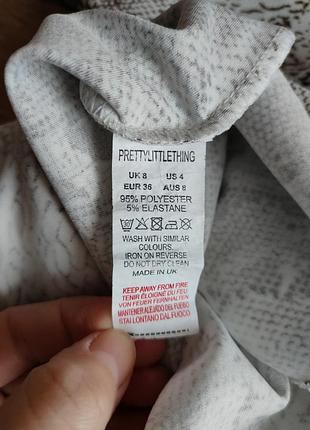 PRETTYLITTLETHING
UK 8 US 4
EUR 36 AUS 8
95% POLYESTER
5% ELASTANE
WASH WITH SIMILAR
COLOURS...
IRON ON REVERSE
DO NOT DRY CLEAN
MADE IN UK
KEEP AWAY FROM FIRE
TENIR ÉLOIGNÉ DU FEU
VON FEUER FERNHALTEN
MANTENER ALEJADO DEL FUEGO
STAI LONTANO DAL FUOCO